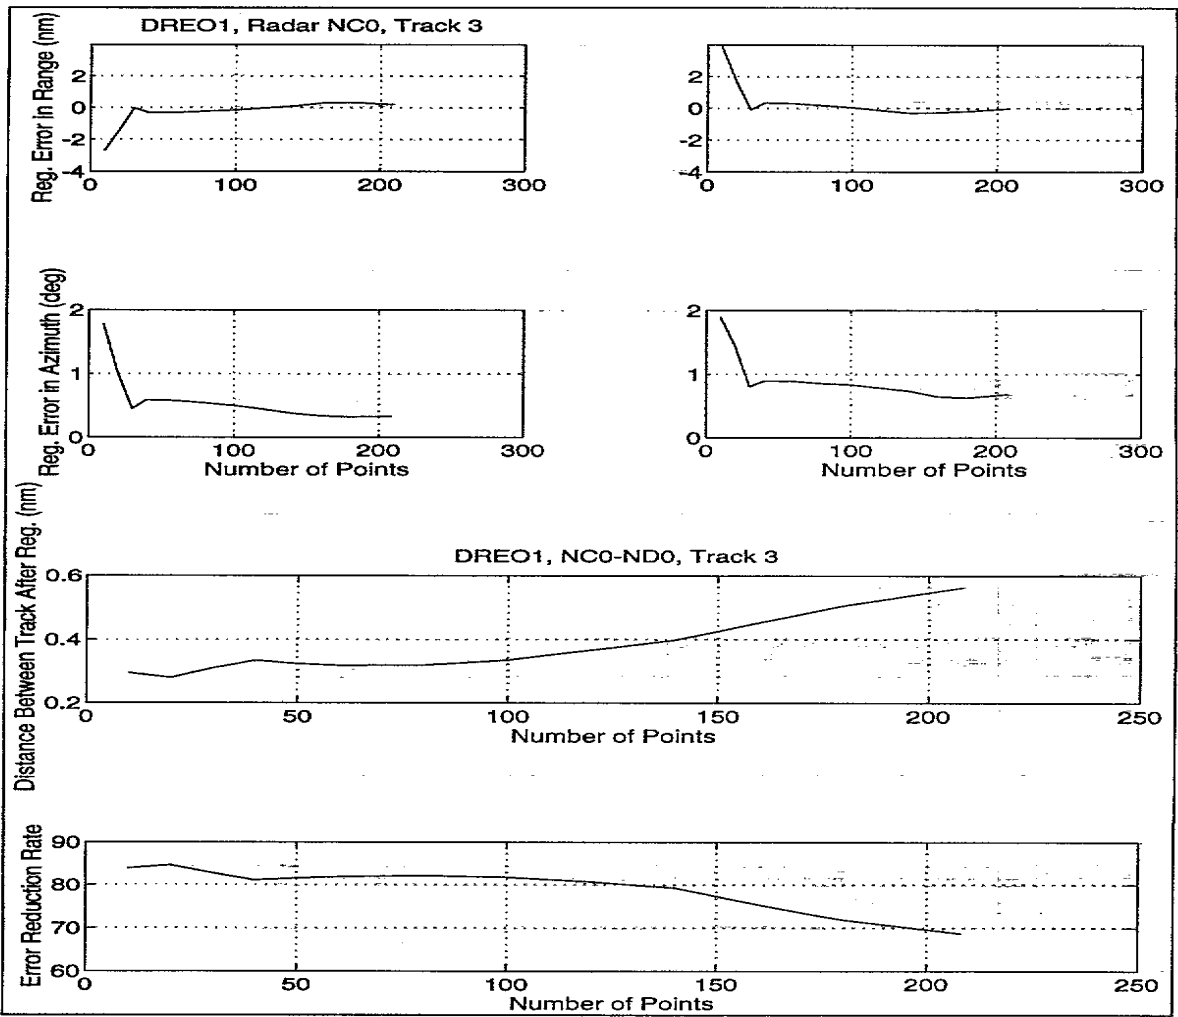 DREO1, Radar NC0, Track 3
Reg. Error in Range (nm)
2
0
-2
-4
0 100 200 300
2
0
-2
-4
0 100 200 300
Reg. Error in Azimuth (deg)
2
1
0
0 100 200 300
Number of Points
2
1
0
0 100 200 300
Number of Points
DREO1, NC0-ND0, Track 3
Distance Between Track After Reg. (nm)
0.6
0.4
0.2
0 50 100 150 200 250
Number of Points
Error Reduction Rate
90
80
70
60
0 50 100 150 200 250
Number of Points